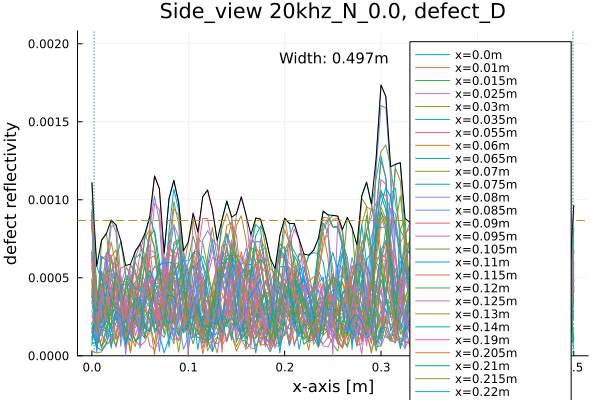 Side_view 20khz_N_0.0, defect_D
0.0020
0.0015
0.0010
0.0005
0.0000
defect reflectivity
Width: 0.497m
x=0.0m
x=0.01m
x=0.015m
x=0.025m
x=0.03m
x=0.035m
x=0.055m
x=0.06m
x=0.065m
x=0.07m
x=0.075m
x=0.08m
x=0.085m
x=0.09m
x=0.095m
x=0.105m
x=0.11m
x=0.115m
x=0.12m
x=0.125m
x=0.13m
x=0.14m
x=0.19m
x=0.205m
x=0.21m
x=0.215m
x=0.22m
0.0 0.1 0.2 0.3 .5
x-axis [m]